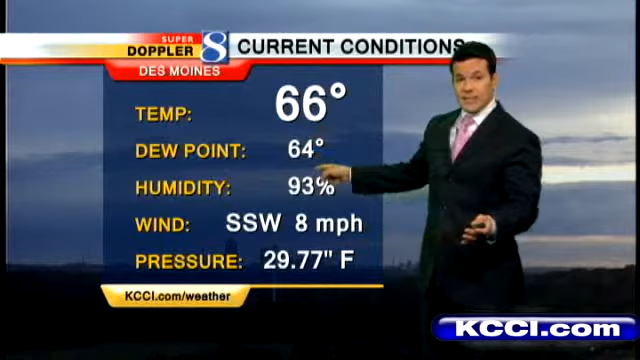 SUPER
DOPPLER 8 CURRENT CONDITIONS
DES MOINES
TEMP: 66°
DEW POINT: 64°
HUMIDITY: 93%
WIND: SSW 8 mph
PRESSURE: 29.77" F
KCCI.com/weather
KCCI.com